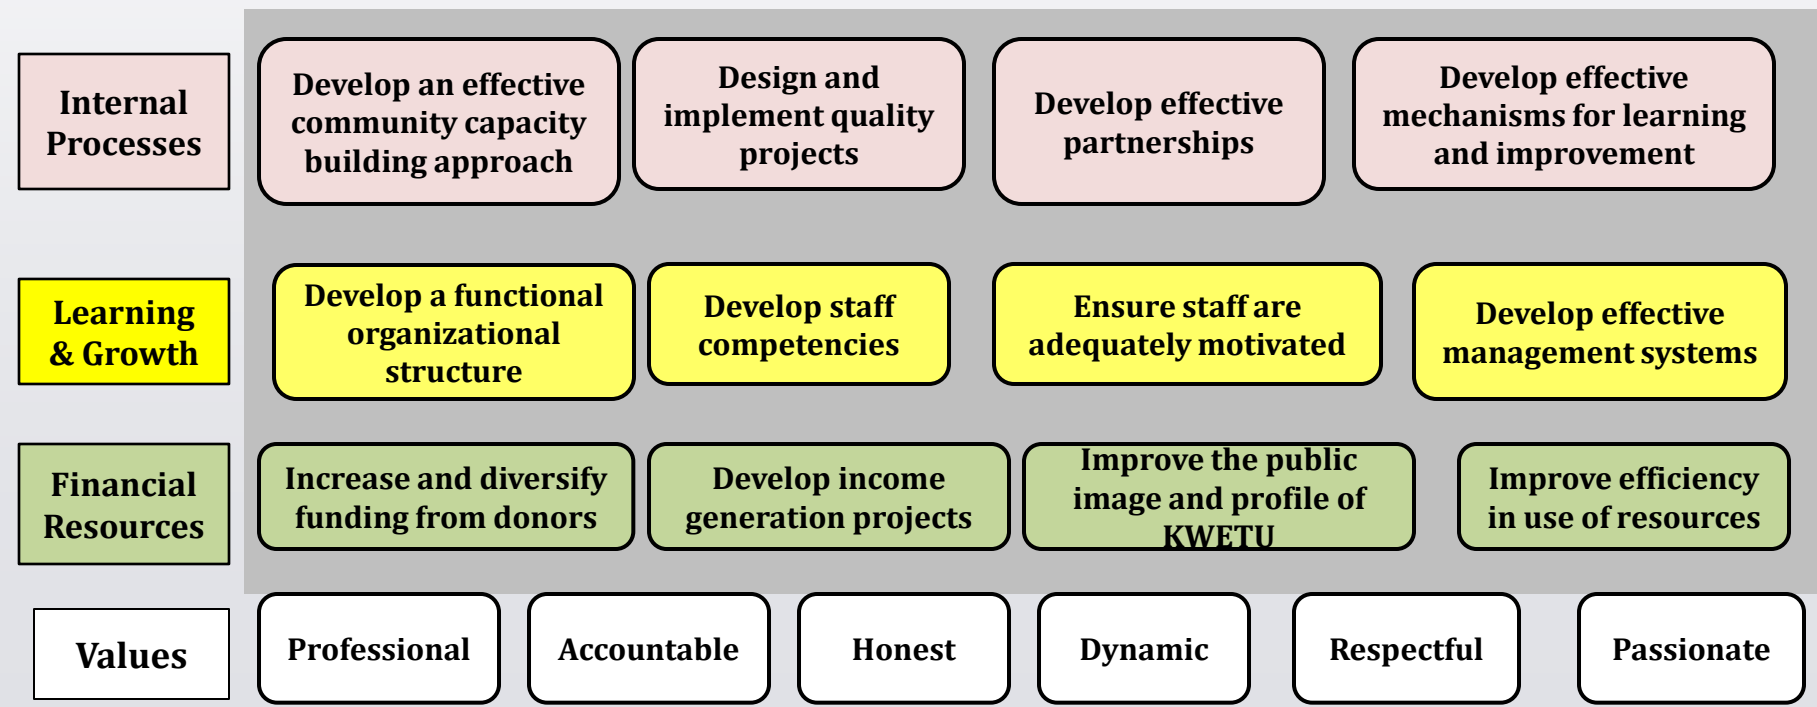 Internal
Processes
Develop an effective
community capacity
building approach
Design and
implement quality
projects
Develop effective
partnerships
Develop effective
mechanisms for learning
and improvement
Learning
& Growth
Develop a functional
organizational
structure
Develop staff
competencies
Ensure staff are
adequately motivated
Develop effective
management systems
Financial
Resources
Increase and diversify
funding from donors
Develop income
generation projects
Improve the public
image and profile of
KWETU
Improve efficiency
in use of resources
Values
Professional
Accountable
Honest
Dynamic
Respectful
Passionate